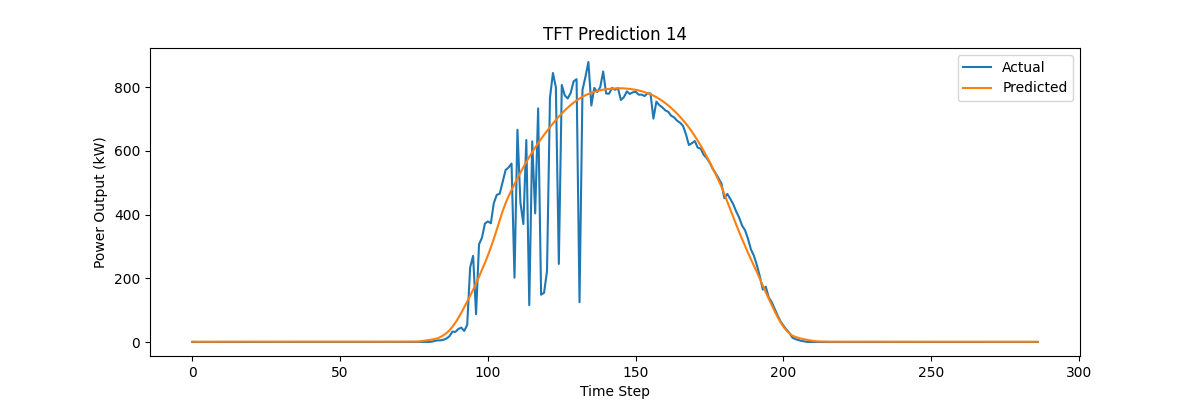 TFT Prediction 14
Actual
Predicted
Power Output (kW)
800
600
400
200
0
0 50 100 150 200 250 300
Time Step